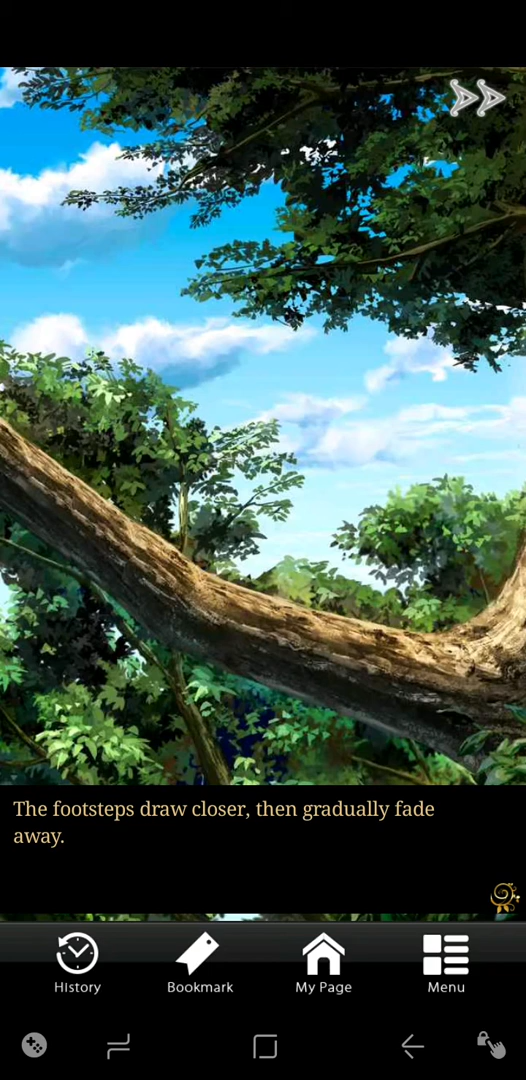 The footsteps draw closer, then gradually fade
away.
History
Bookmark
My Page
Menu